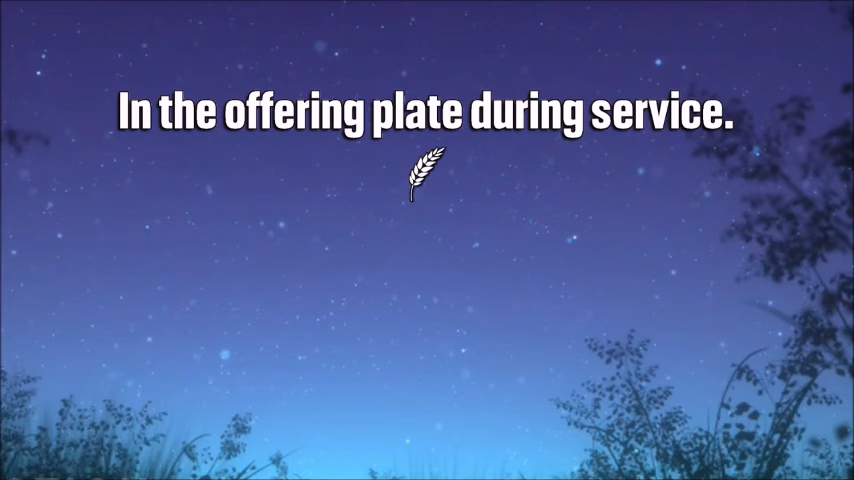 In the offering plate during service.